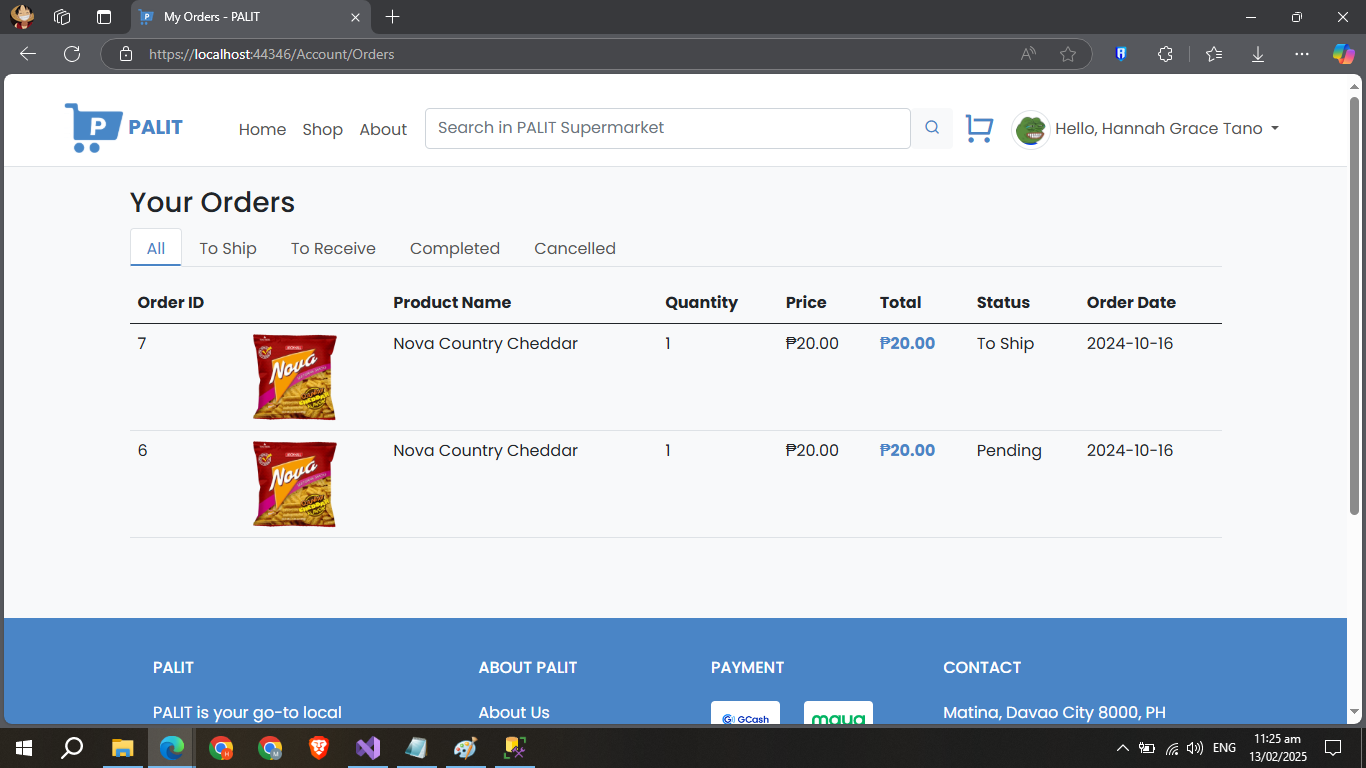 My Orders - PALIT
https://localhost:44346/Account/Orders
P PALIT
Home Shop About Search in PALIT Supermarket Hello, Hannah Grace Tano
Your Orders
All To Ship To Receive Completed Cancelled
Order ID Product Name Quantity Price Total Status Order Date
7 Nova Country Cheddar 1 ₱20.00 ₱20.00 To Ship 2024-10-16
Nova
6 Nova Country Cheddar 1 ₱20.00 ₱20.00 Pending 2024-10-16
Nova
PALIT ABOUT PALIT PAYMENT CONTACT
PALIT is your go-to local About Us GCash maya Matina, Davao City 8000, PH
ENG 11:25 am
13/02/2025